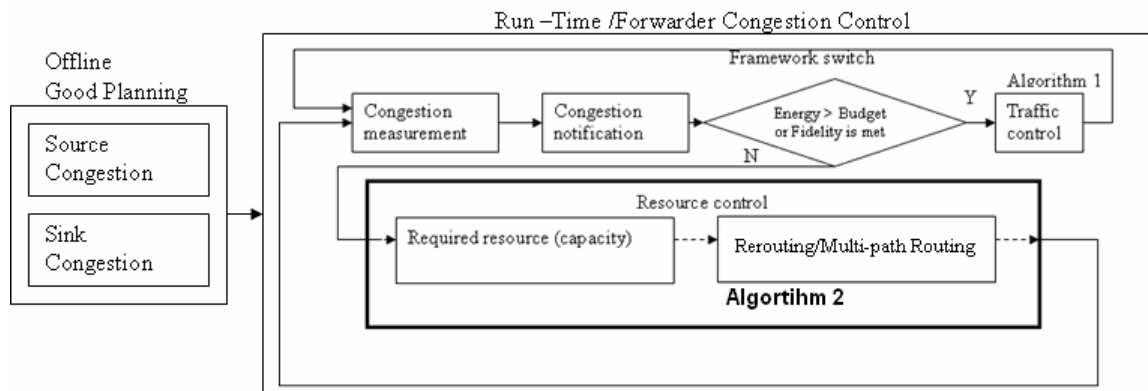 Run –Time /Forwarder Congestion Control
Offline
Good Planning
Source
Congestion
Sink
Congestion
Framework switch
Congestion
measurement
Congestion
notification
Energy > Budget
or Fidelity is met
Y
N
Algorithm 1
Traffic
control
Resource control
Required resource (capacity)
Rerouting/Multi-path Routing
Algortihm 2